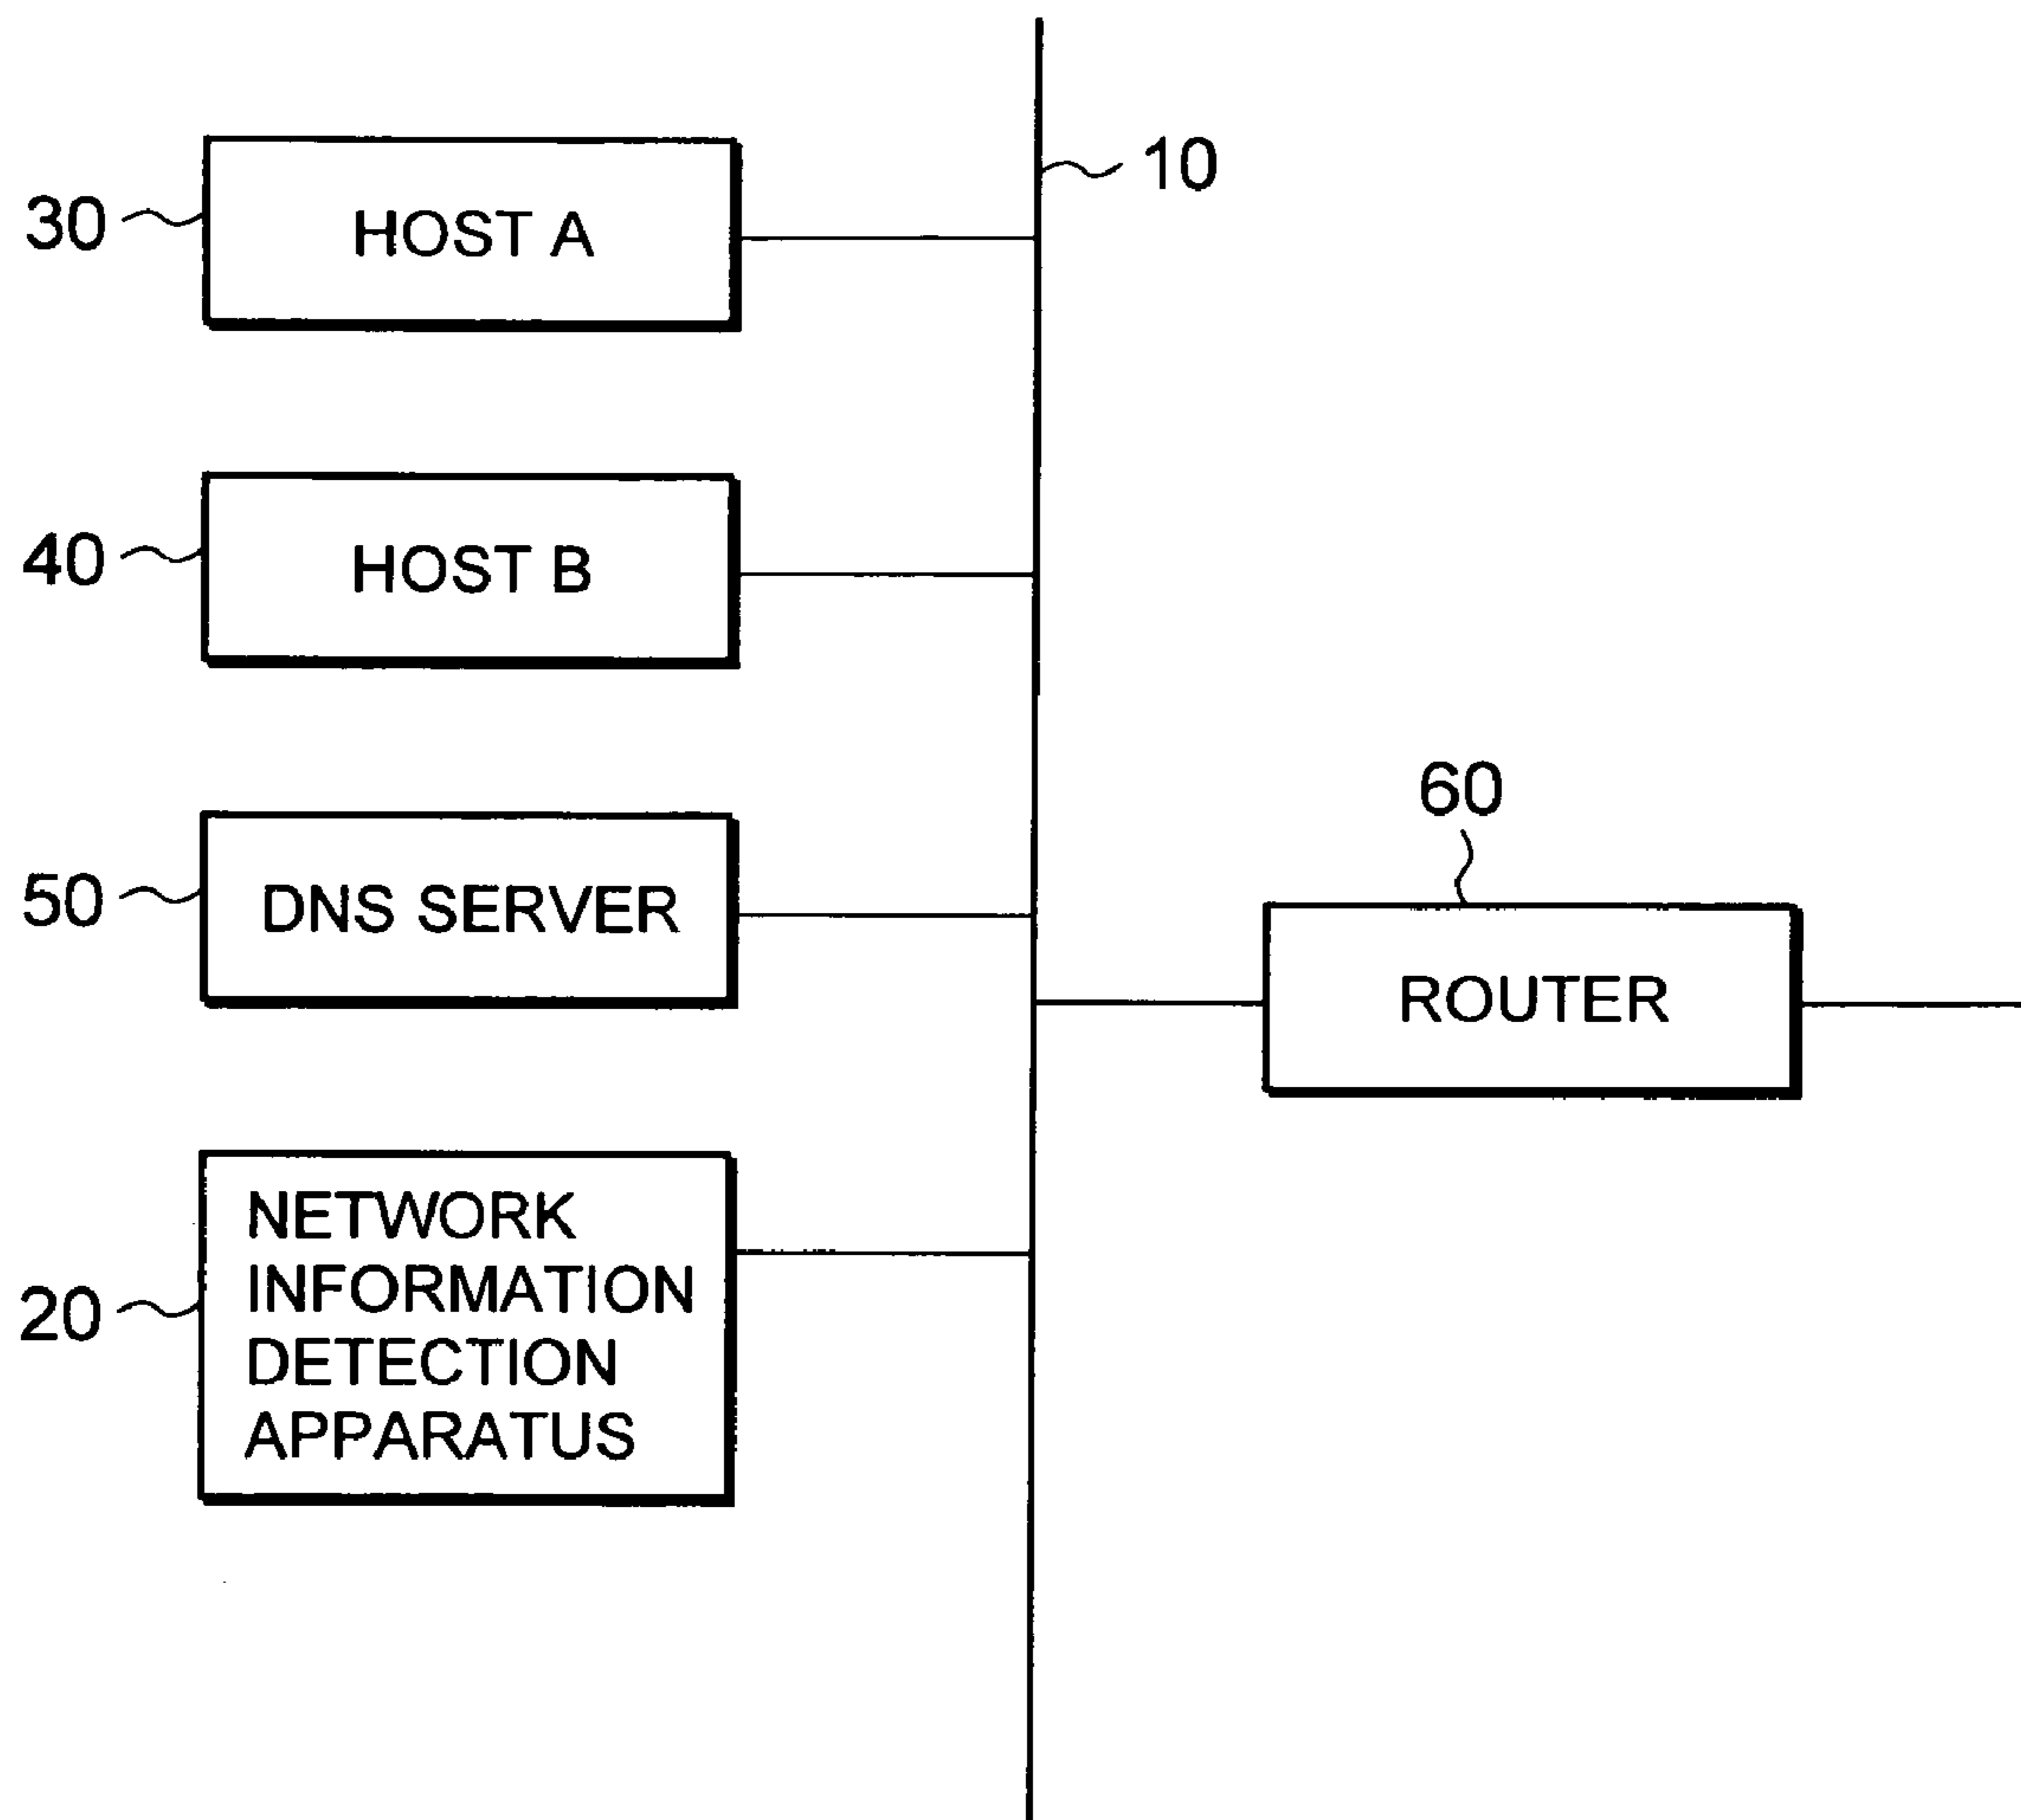 10
30
HOST A
40
HOST B
60
50
DNS SERVER
ROUTER
20
NETWORK
INFORMATION
DETECTION
APPARATUS